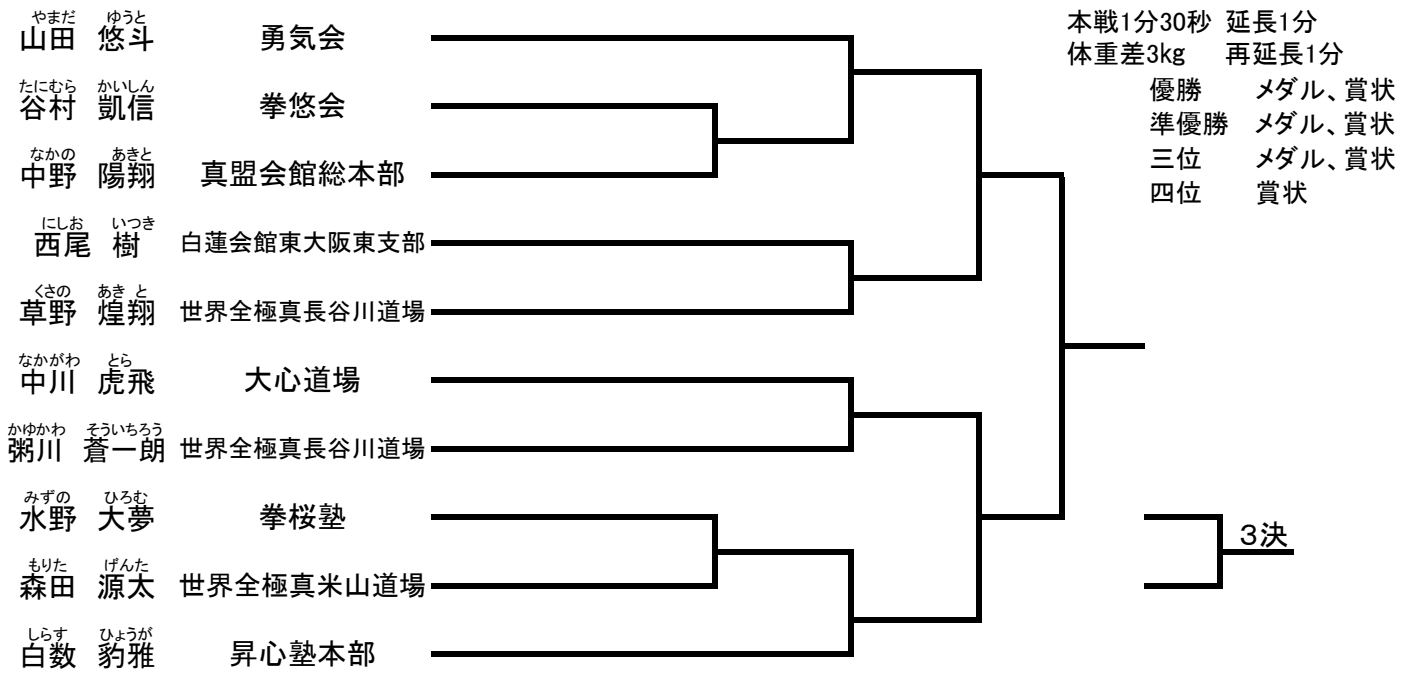 やまだ ゆうと
山田 悠斗 勇気会
たにむら かいしん
谷村 凱信 拳悠会
なかの あきと
中野 陽翔 真盟会館総本部
にしお いつき
西尾 樹 白蓮会館東大阪東支部
くさの あき と
草野 煌翔 世界全極真長谷川道場
なかがわ とら
中川 虎飛 大心道場
かゆかわ そういちろう
粥川 蒼一朗 世界全極真長谷川道場
みずの ひろむ
水野 大夢 拳桜塾
もりた げんた
森田 源太 世界全極真米山道場
しらす ひょうが
白数 豹雅 昇心塾本部
本戦1分30秒 延長1分
体重差3kg 再延長1分
優勝 メダル、賞状
準優勝 メダル、賞状
三位 メダル、賞状
四位 賞状
3決